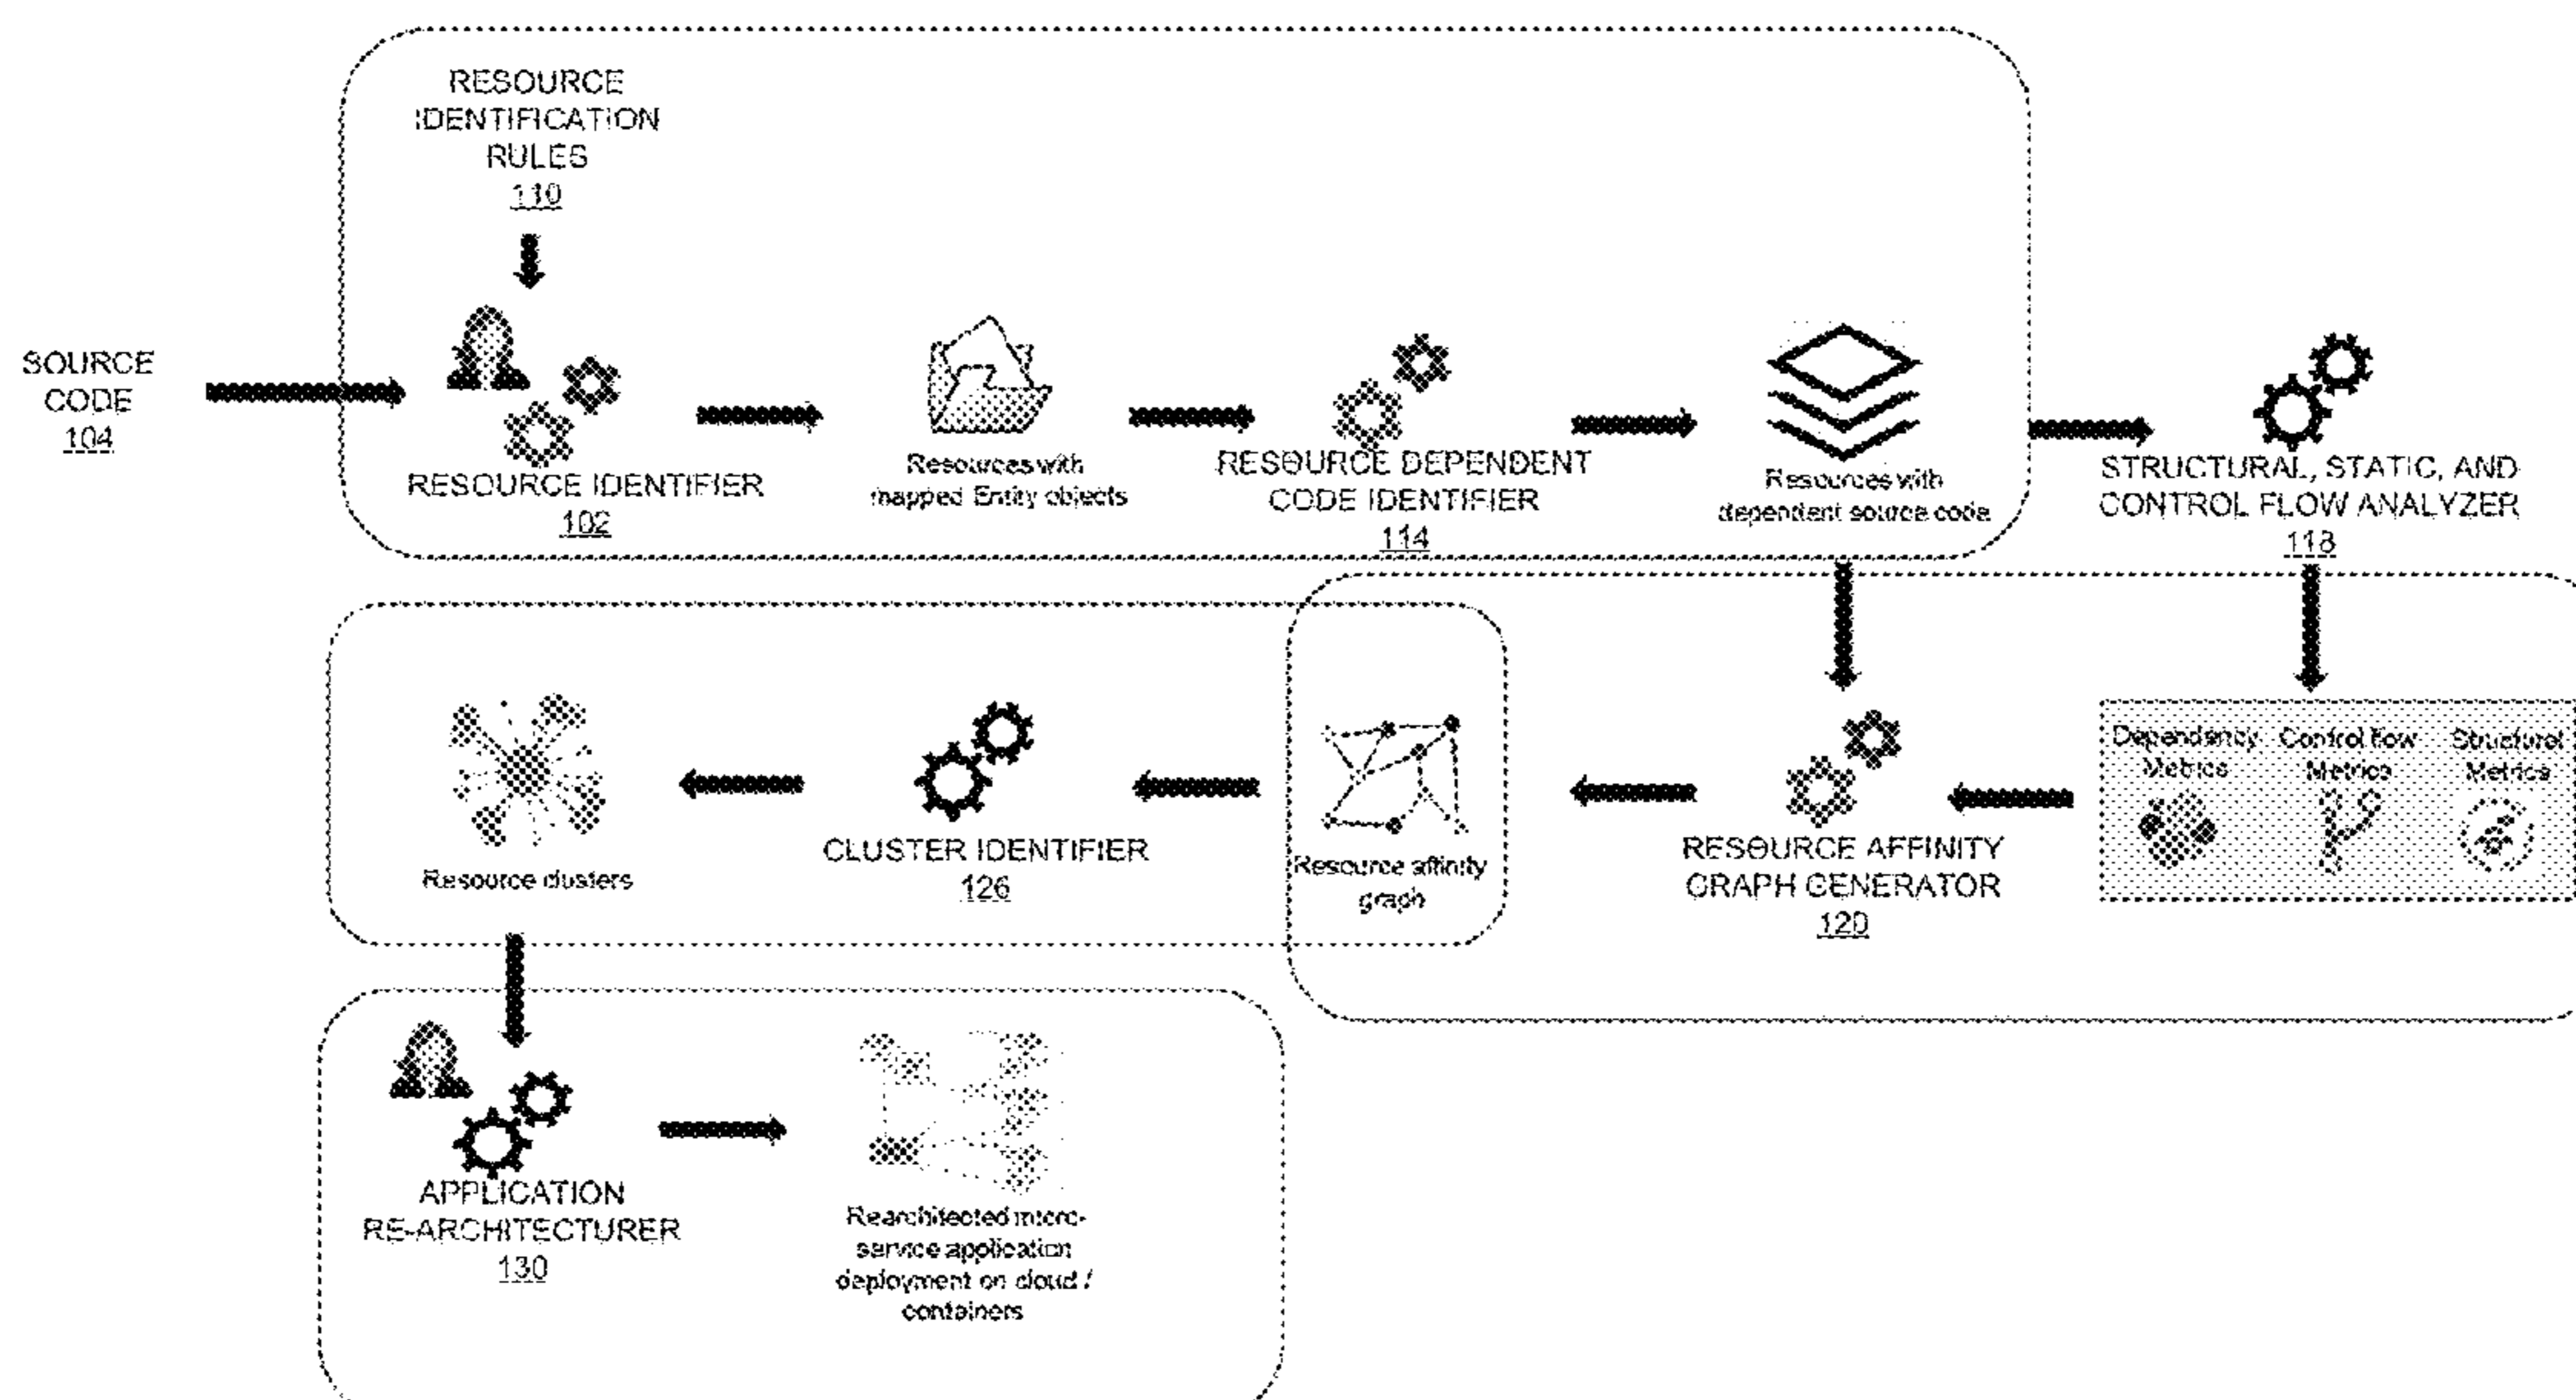 RESOURCE
IDENTIFICATION
RULES
110
SOURCE
CODE
104
RESOURCE IDENTIFIER
102
Resources with
mapped Entity objects
RESOURCE DEPENDENT
CODE IDENTIFIER
114
Resources with
dependent source code
STRUCTURAL, STATIC, AND
CONTROL FLOW ANALYZER
118
Resource clusters
CLUSTER IDENTIFIER
126
Resource affinity
graph
RESOURCE AFFINITY
GRAPH GENERATOR
120
Dependency
Metrics
Control flow
Metrics
Structural
Metrics
APPLICATION
RE-ARCHITECTURER
130
Rearchitected micro-
service application
deployment on cloud /
containers